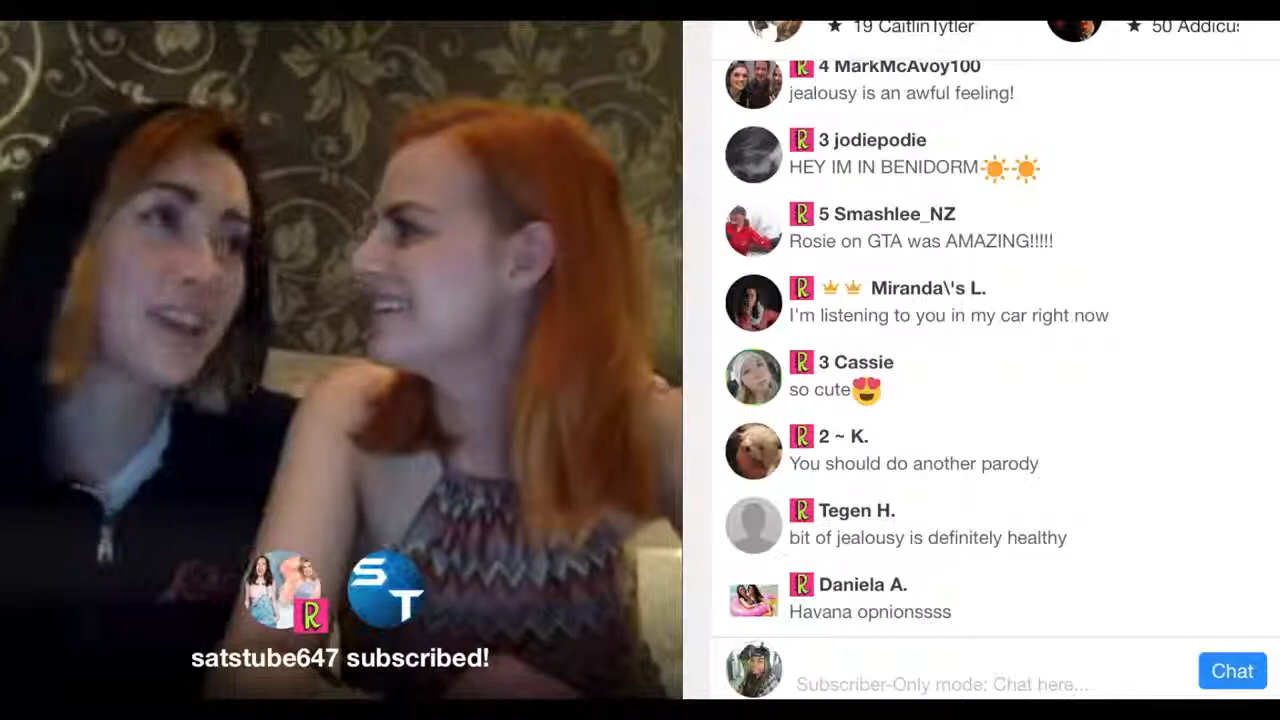 ★ 19 CaitlinTytler
★ 50 Addicu
R 4 MarkMcAvoy100
jealousy is an awful feeling!
R 3 jodiepodie
HEY IM IN BENIDORM☀️☀️
R 5 Smashlee_NZ
Rosie on GTA was AMAZING!!!!!
R 👑👑 Miranda\'s L.
I'm listening to you in my car right now
R 3 Cassie
so cute😍
R 2 ~ K.
You should do another parody
R Tegen H.
bit of jealousy is definitely healthy
R Daniela A.
Havana opnionssss
Subscriber-Only mode: Chat here...
Chat
R
ST
satstube647 subscribed!